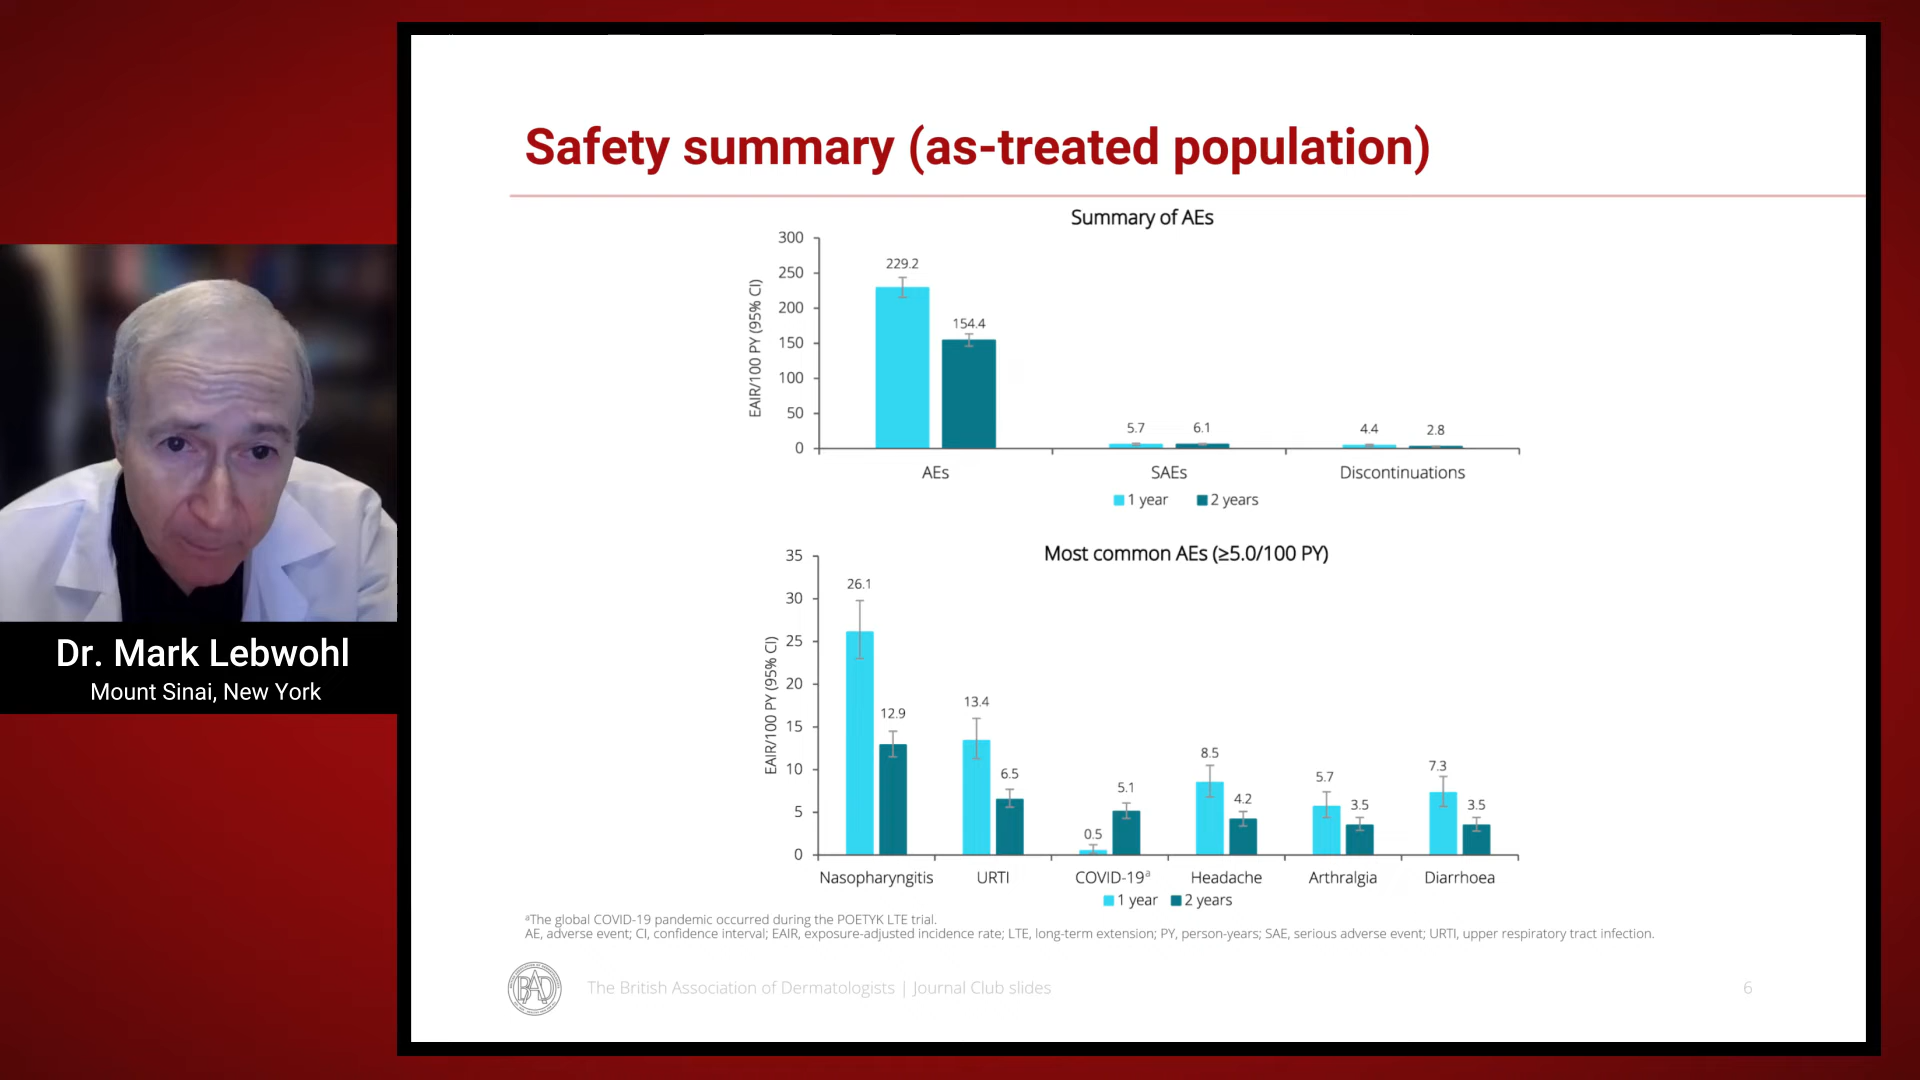 Safety summary (as-treated population)
Summary of AEs
EAIR/100 PY (95% CI)
300
250
200
150
100
50
0
229.2
154.4
5.7
6.1
4.4
2.8
AEs
SAEs
Discontinuations
1 year
2 years
Most common AEs (≥5.0/100 PY)
EAIR/100 PY (95% CI)
35
30
25
20
15
10
5
0
26.1
12.9
13.4
6.5
0.5
5.1
8.5
4.2
5.7
3.5
7.3
3.5
Nasopharyngitis
URTI
COVID-19ᵃ
Headache
Arthralgia
Diarrhoea
1 year
2 years
ᵃThe global COVID-19 pandemic occurred during the POETYK LTE trial.
AE, adverse event; CI, confidence interval; EAIR, exposure-adjusted incidence rate; LTE, long-term extension; PY, person-years; SAE, serious adverse event; URTI, upper respiratory tract infection.
BAD
The British Association of Dermatologists | Journal Club slides
6
Dr. Mark Lebwohl
Mount Sinai, New York